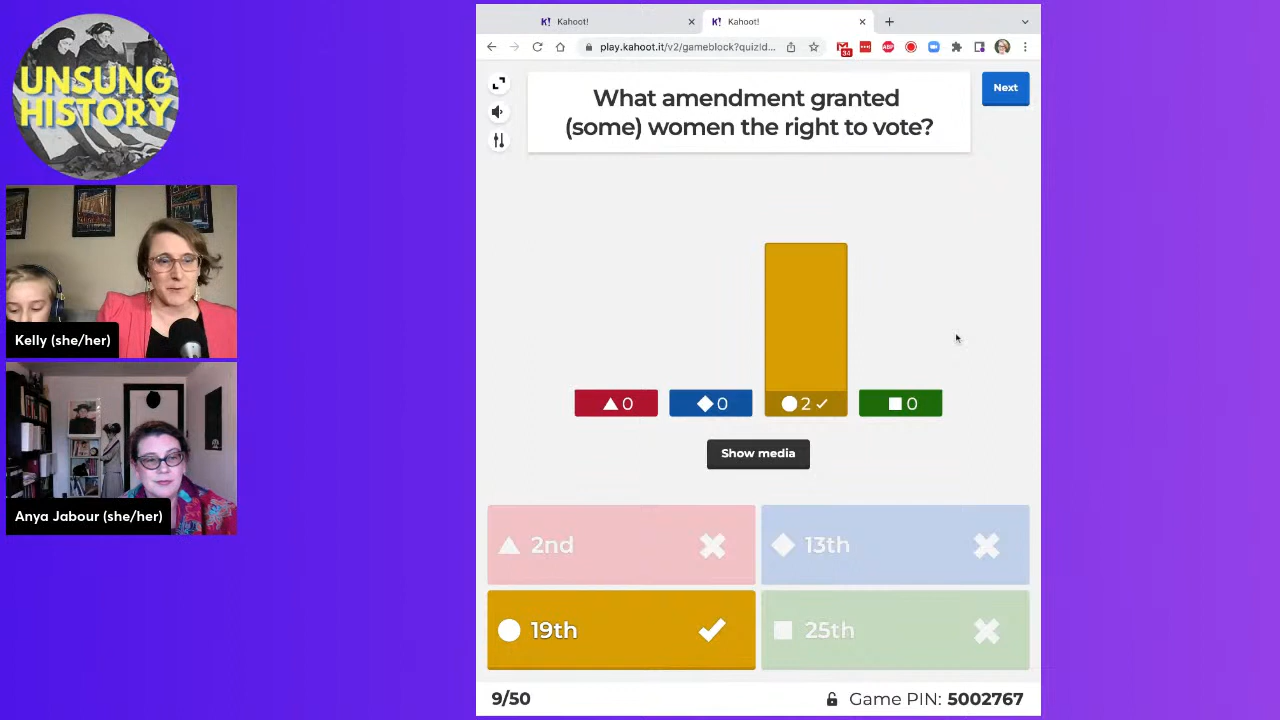 UNSUNG
HISTORY
Kelly (she/her)
Anya Jabour (she/her)
K! Kahoot!
K! Kahoot!
play.kahoot.it/v2/gameblock?quizId...
34
ABP
What amendment granted
(some) women the right to vote?
Next
0
0
2
0
Show media
2nd
13th
19th
25th
9/50
Game PIN: 5002767